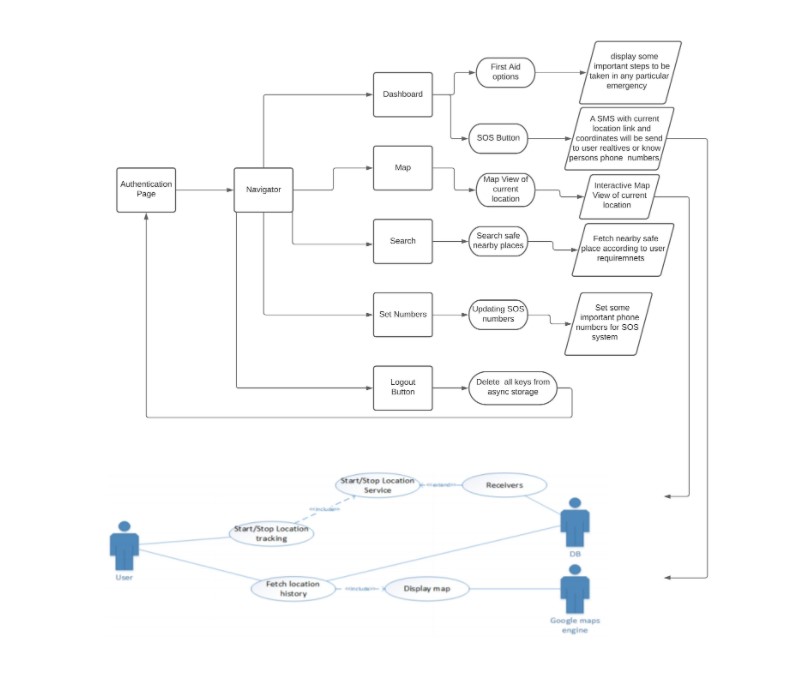 First Aid
options
display some
important steps to be
taken in any particular
emergency
Dashboard
SOS Button
A SMS with current
location link and
coordinates will be send
to user realtives or know
persons phone numbers
Authentication
Page
Navigator
Map
Map View of
current
location
Interactive Map
View of current
location
Search
Search safe
nearby places
Fetch nearby safe
place according to user
requiremnets
Set Numbers
Updating SOS
numbers
Set some
important phone
numbers for SOS
system
Logout
Button
Delete all keys from
async storage
Start/Stop Location
Service
Receivers
Start/Stop Location
tracking
User
DB
Fetch location
history
Display map
Google maps
engine